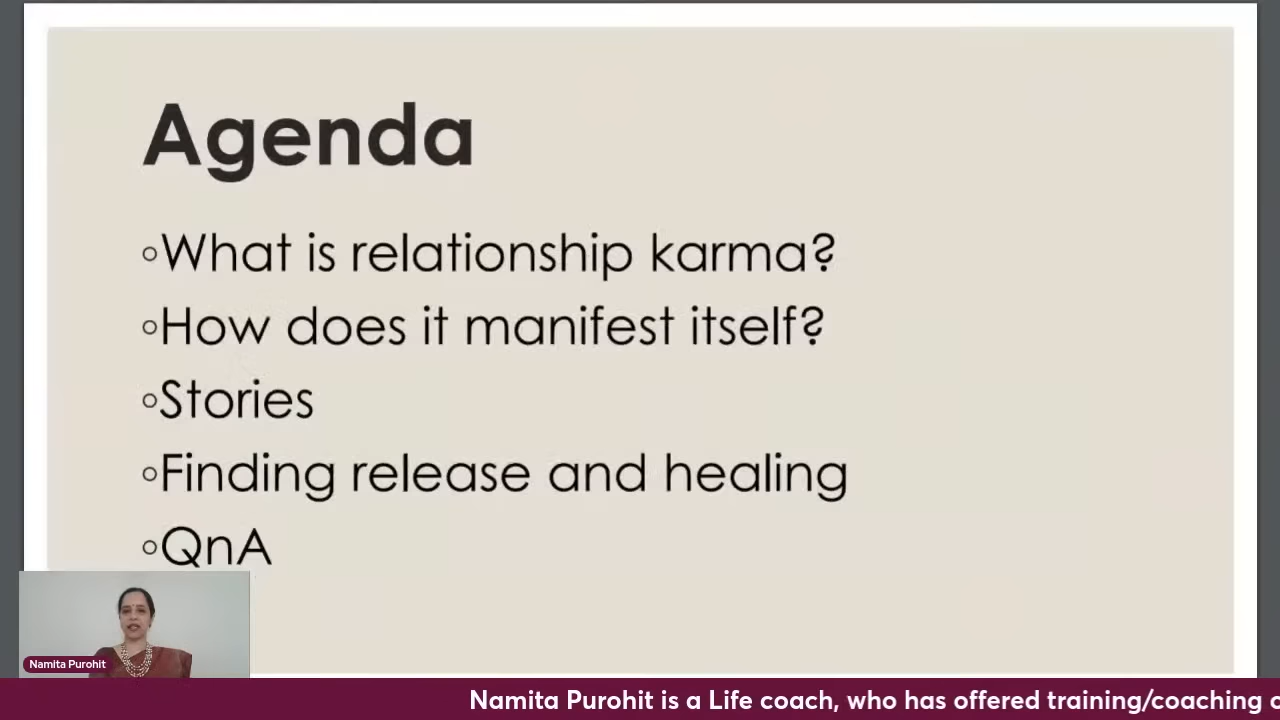 Agenda
◦What is relationship karma?
◦How does it manifest itself?
◦Stories
◦Finding release and healing
◦QnA
Namita Purohit
Namita Purohit is a Life coach, who has offered training/coaching